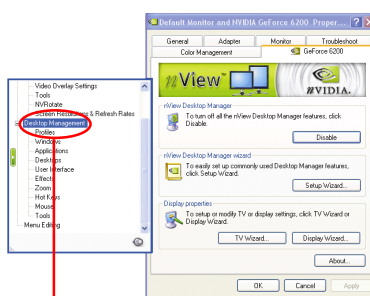 Default Monitor and NVIDIA GeForce 6200 Proper...
General
Adapter
Monitor
Troubleshoot
Color Management
GeForce 6200
nView
NVIDIA.
nView Desktop Manager
To turn off all the nView Desktop Manager features, click
Disable.
Disable
nView Desktop Manager wizard
To easily set up commonly used Desktop Manager features,
click Setup Wizard.
Setup Wizard...
Display properties
To setup or modify TV or display settings, click TV Wizard or
Display Wizard.
TV Wizard...
Display Wizard...
About...
OK
Cancel
Apply
Video Overlay Settings
Tools
NVRotate
Screen Resolutions & Refresh Rates
Desktop Management
Profiles
Windows
Applications
Desktops
User Interface
Effects
Zoom
Hot Keys
Mouse
Tools
Menu Editing